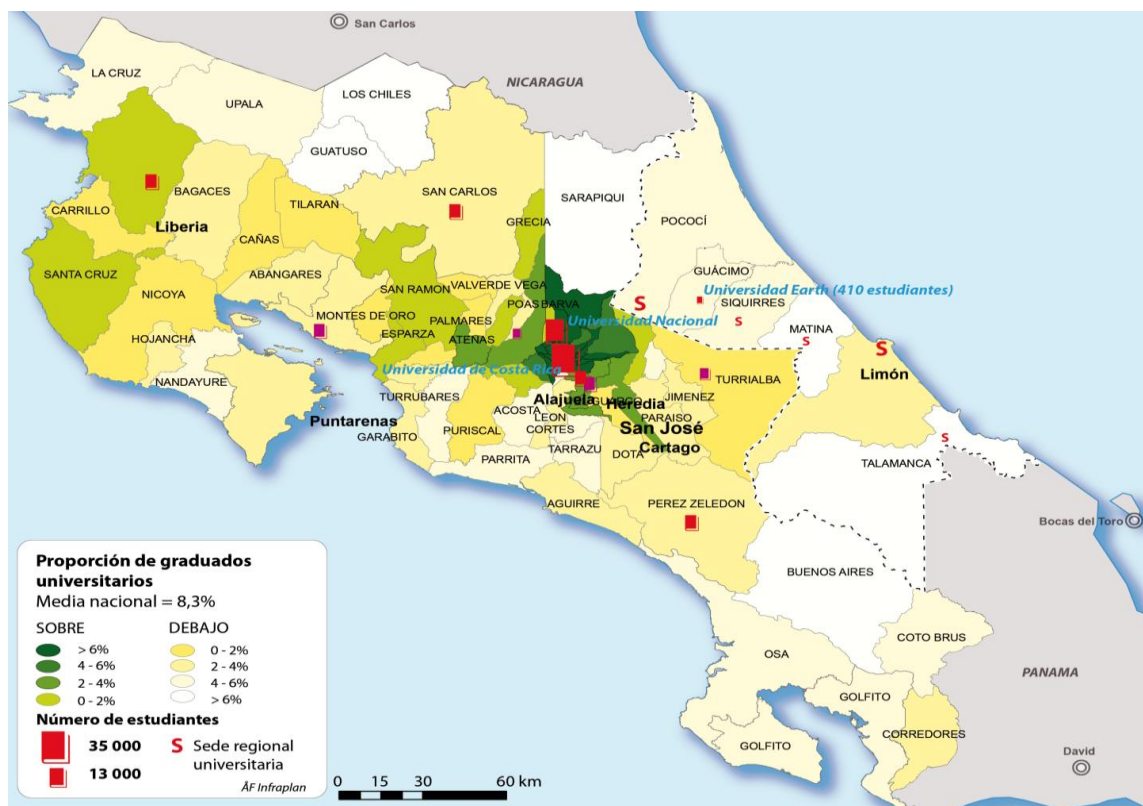 San Carlos
LA CRUZ
NICARAGUA
UPALA
LOS CHILES
GUATUSO
SAN CARLOS
SARAPIQUI
BAGACES
TILARAN
CARRILLO
Liberia
GRECIA
POCOCÍ
CAÑAS
SANTA CRUZ
ABANGARES
GUÁCIMO
NICOYA
SAN RAMON
VALVERDE VEGA
Universidad Earth (410 estudiantes)
POAS
BARVA
SIQUIRRES
MONTES DE ORO
PALMARES
Universidad Nacional
MATINA
HOJANCHA
ESPARZA
ATENAS
Universidad de Costa Rica
Limón
NANDAYURE
TURRUBARES
TURRIALBA
Alajuela
Heredia
JIMENEZ
ACOSTA
GUARCO
PARAISO
Puntarenas
GARABITO
PURISCAL
LEON
CORTES
San José
TARRAZU
Cartago
PARRITA
DOTA
TALAMANCA
AGUIRRE
PEREZ ZELEDON
Bocas del Toro
BUENOS AIRES
COTO BRUS
OSA
PANAMA
GOLFITO
CORREDORES
GOLFITO
David
S
S
S
S
S
Proporción de graduados
universitarios
Media nacional = 8,3%
SOBRE DEBAJO
> 6% 0 - 2%
4 - 6% 2 - 4%
2 - 4% 4 - 6%
0 - 2% > 6%
Número de estudiantes
35 000 S Sede regional
13 000 universitaria
ÅF Infraplan
0 15 30 60 km